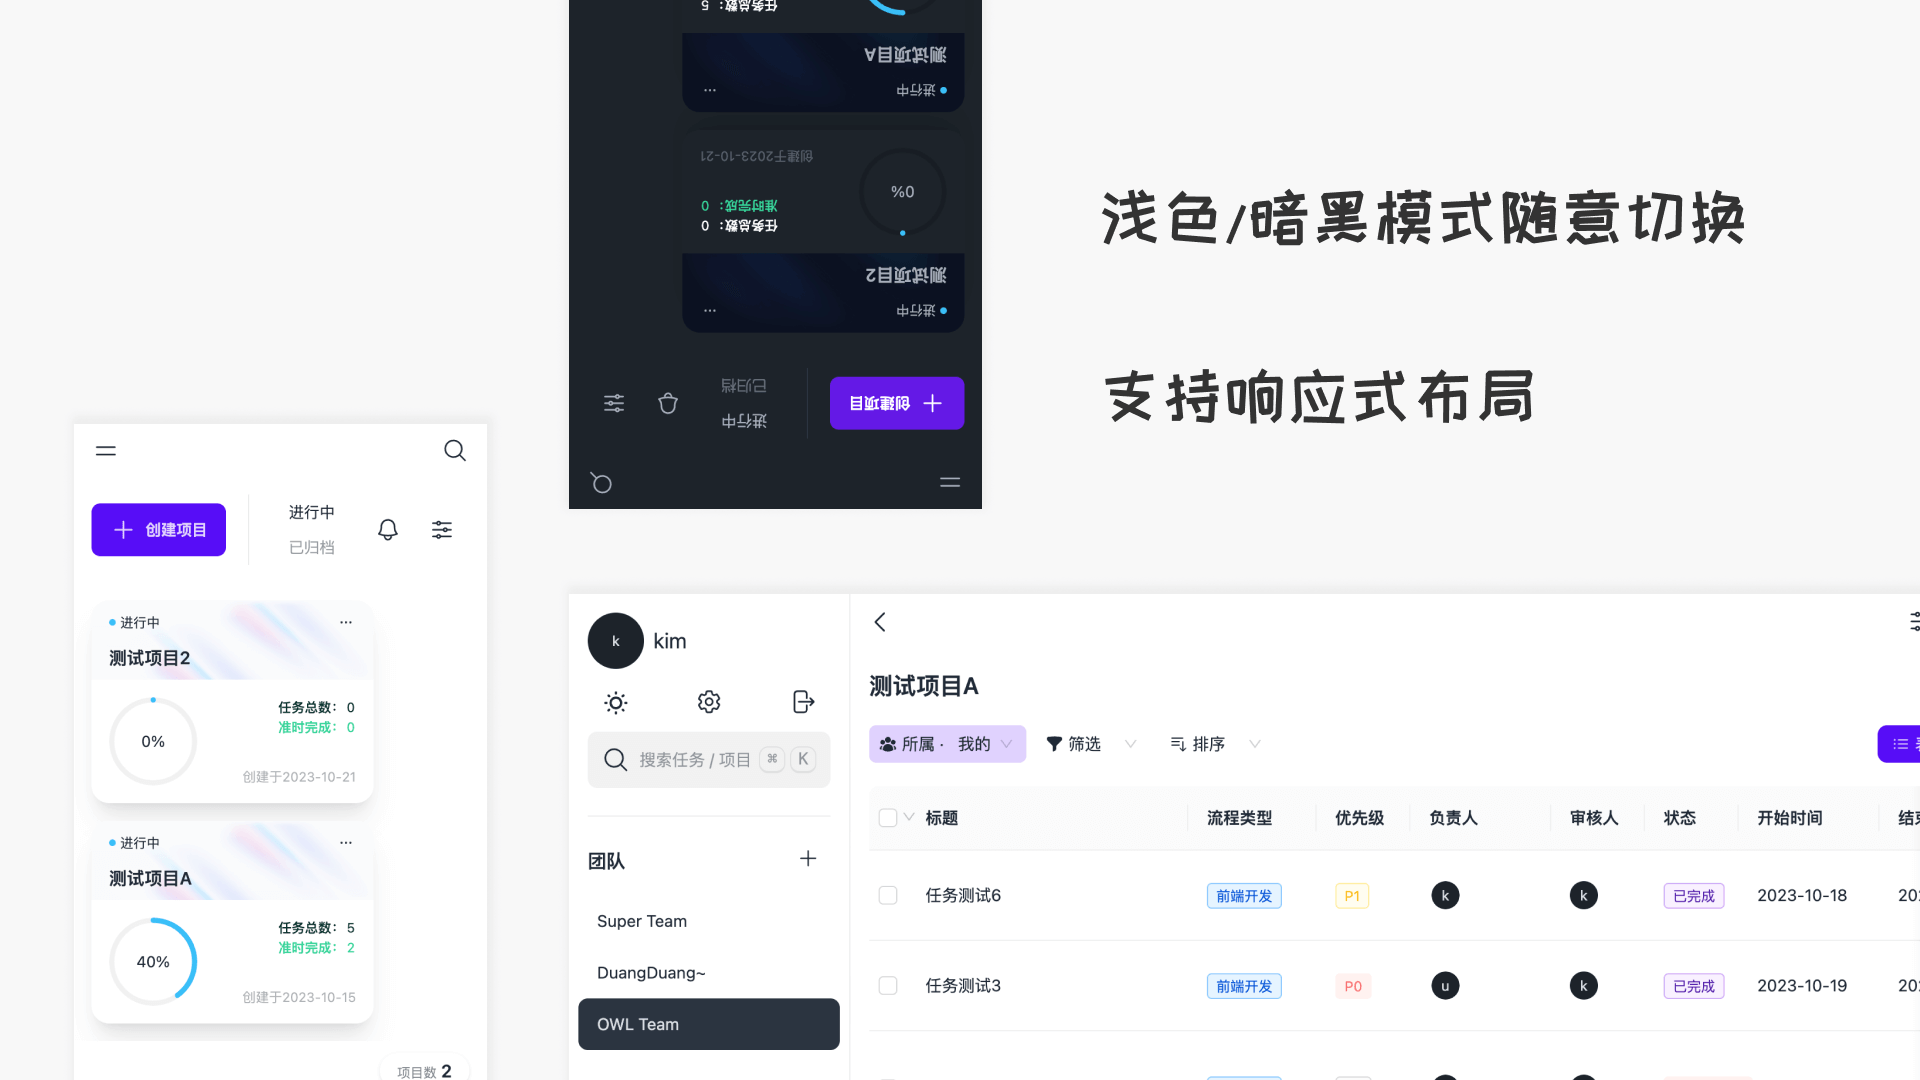 任务总数: 5
测试项目A
进行中
创建于2023-10-21
0%
准时完成: 0
任务总数: 0
测试项目2
进行中
已归档
进行中
创建项目
浅色/暗黑模式随意切换
支持响应式布局
创建项目
进行中
已归档
进行中
测试项目2
0%
任务总数: 0
准时完成: 0
创建于2023-10-21
进行中
测试项目A
40%
任务总数: 5
准时完成: 2
创建于2023-10-15
项目数 2
k kim
搜索任务 / 项目 ⌘ K
团队
Super Team
DuangDuang~
OWL Team
测试项目A
所属 · 我的 筛选 排序
标题 流程类型 优先级 负责人 审核人 状态 开始时间
任务测试6 前端开发 P1 k k 已完成 2023-10-18
任务测试3 前端开发 P0 u k 已完成 2023-10-19